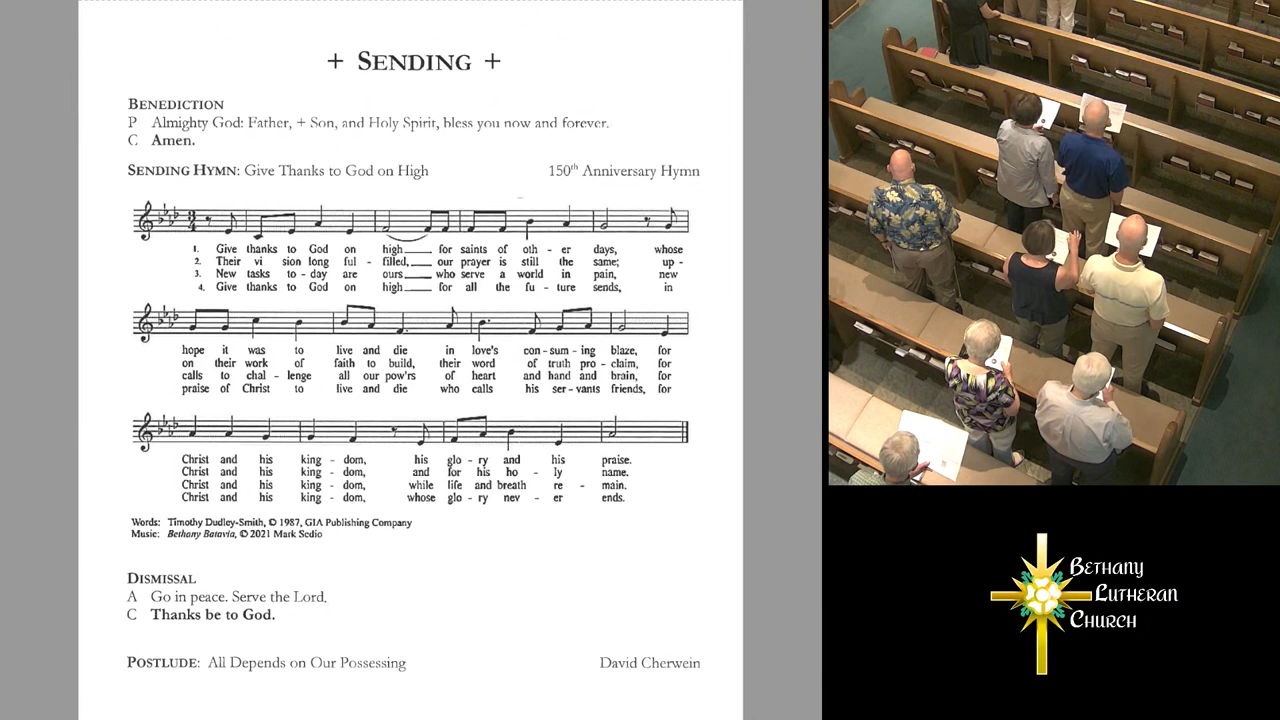 + SENDING +
BENEDICTION
P Almighty God: Father, + Son, and Holy Spirit, bless you now and forever.
C Amen.
SENDING HYMN: Give Thanks to God on High 150th Anniversary Hymn
1. Give thanks to God on high___ for saints of oth - er days, whose
2. Their vi sion long ful - filled,___ our prayer is still the same; up -
3. New tasks to - day are ours___ who serve a world in pain, new
4. Give thanks to God on high___ for all the fu - ture sends, in
hope it was to live and die in love's con - sum - ing blaze, for
on their work of faith to build, their word of truth pro - claim, for
calls to chal - lenge all our pow'rs of heart and hand and brain, for
praise of Christ to live and die who calls his ser - vants friends, for
Christ and his king - dom, his glo - ry and his praise.
Christ and his king - dom, and for his ho - ly name.
Christ and his king - dom, while life and breath re - main.
Christ and his king - dom, whose glo - ry nev - er ends.
Words: Timothy Dudley-Smith, © 1987, GIA Publishing Company
Music: Bethany Batavia, © 2021 Mark Sedio
DISMISSAL
A Go in peace. Serve the Lord.
C Thanks be to God.
POSTLUDE: All Depends on Our Possessing David Cherwein
BETHANY
LUTHERAN
CHURCH